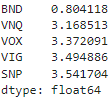 BND    0.804118
VNQ    3.168513
VOX    3.372091
VIG    3.494886
SNP    3.541704
dtype: float64